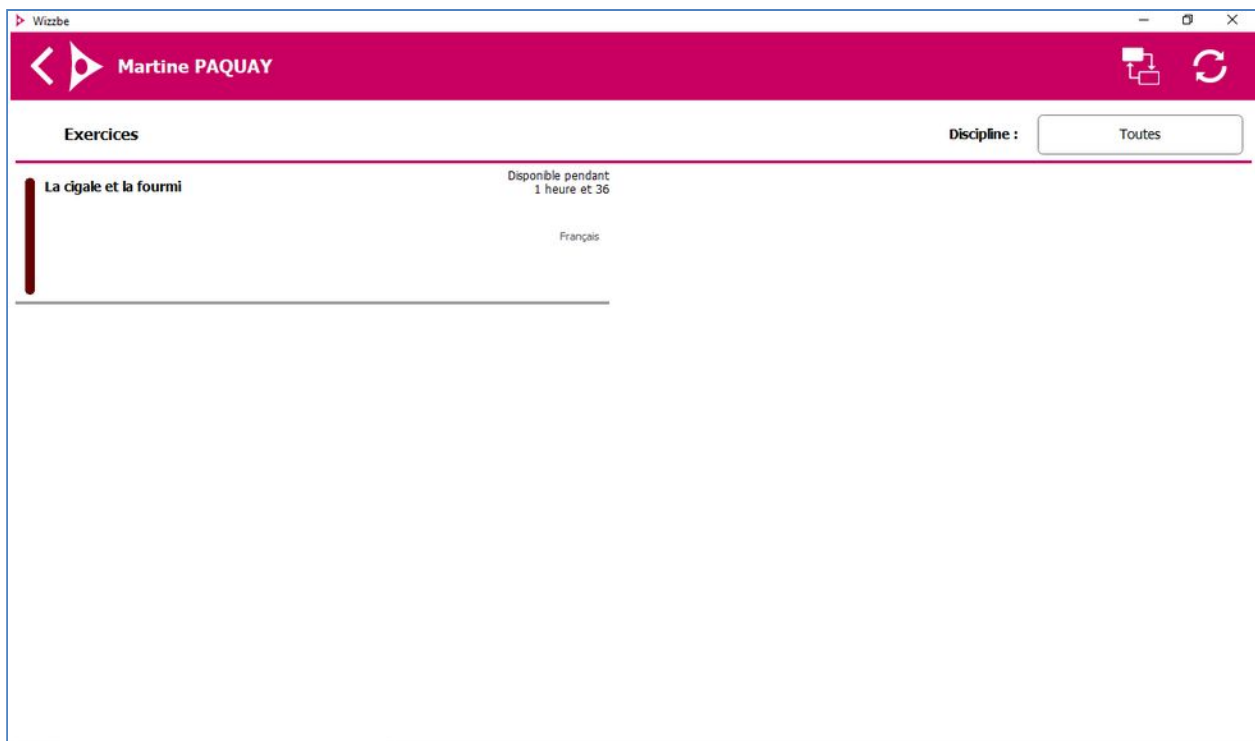 Wizzbe
Martine PAQUAY
Exercices
Discipline :
Toutes
La cigale et la fourmi
Disponible pendant
1 heure et 36
Français